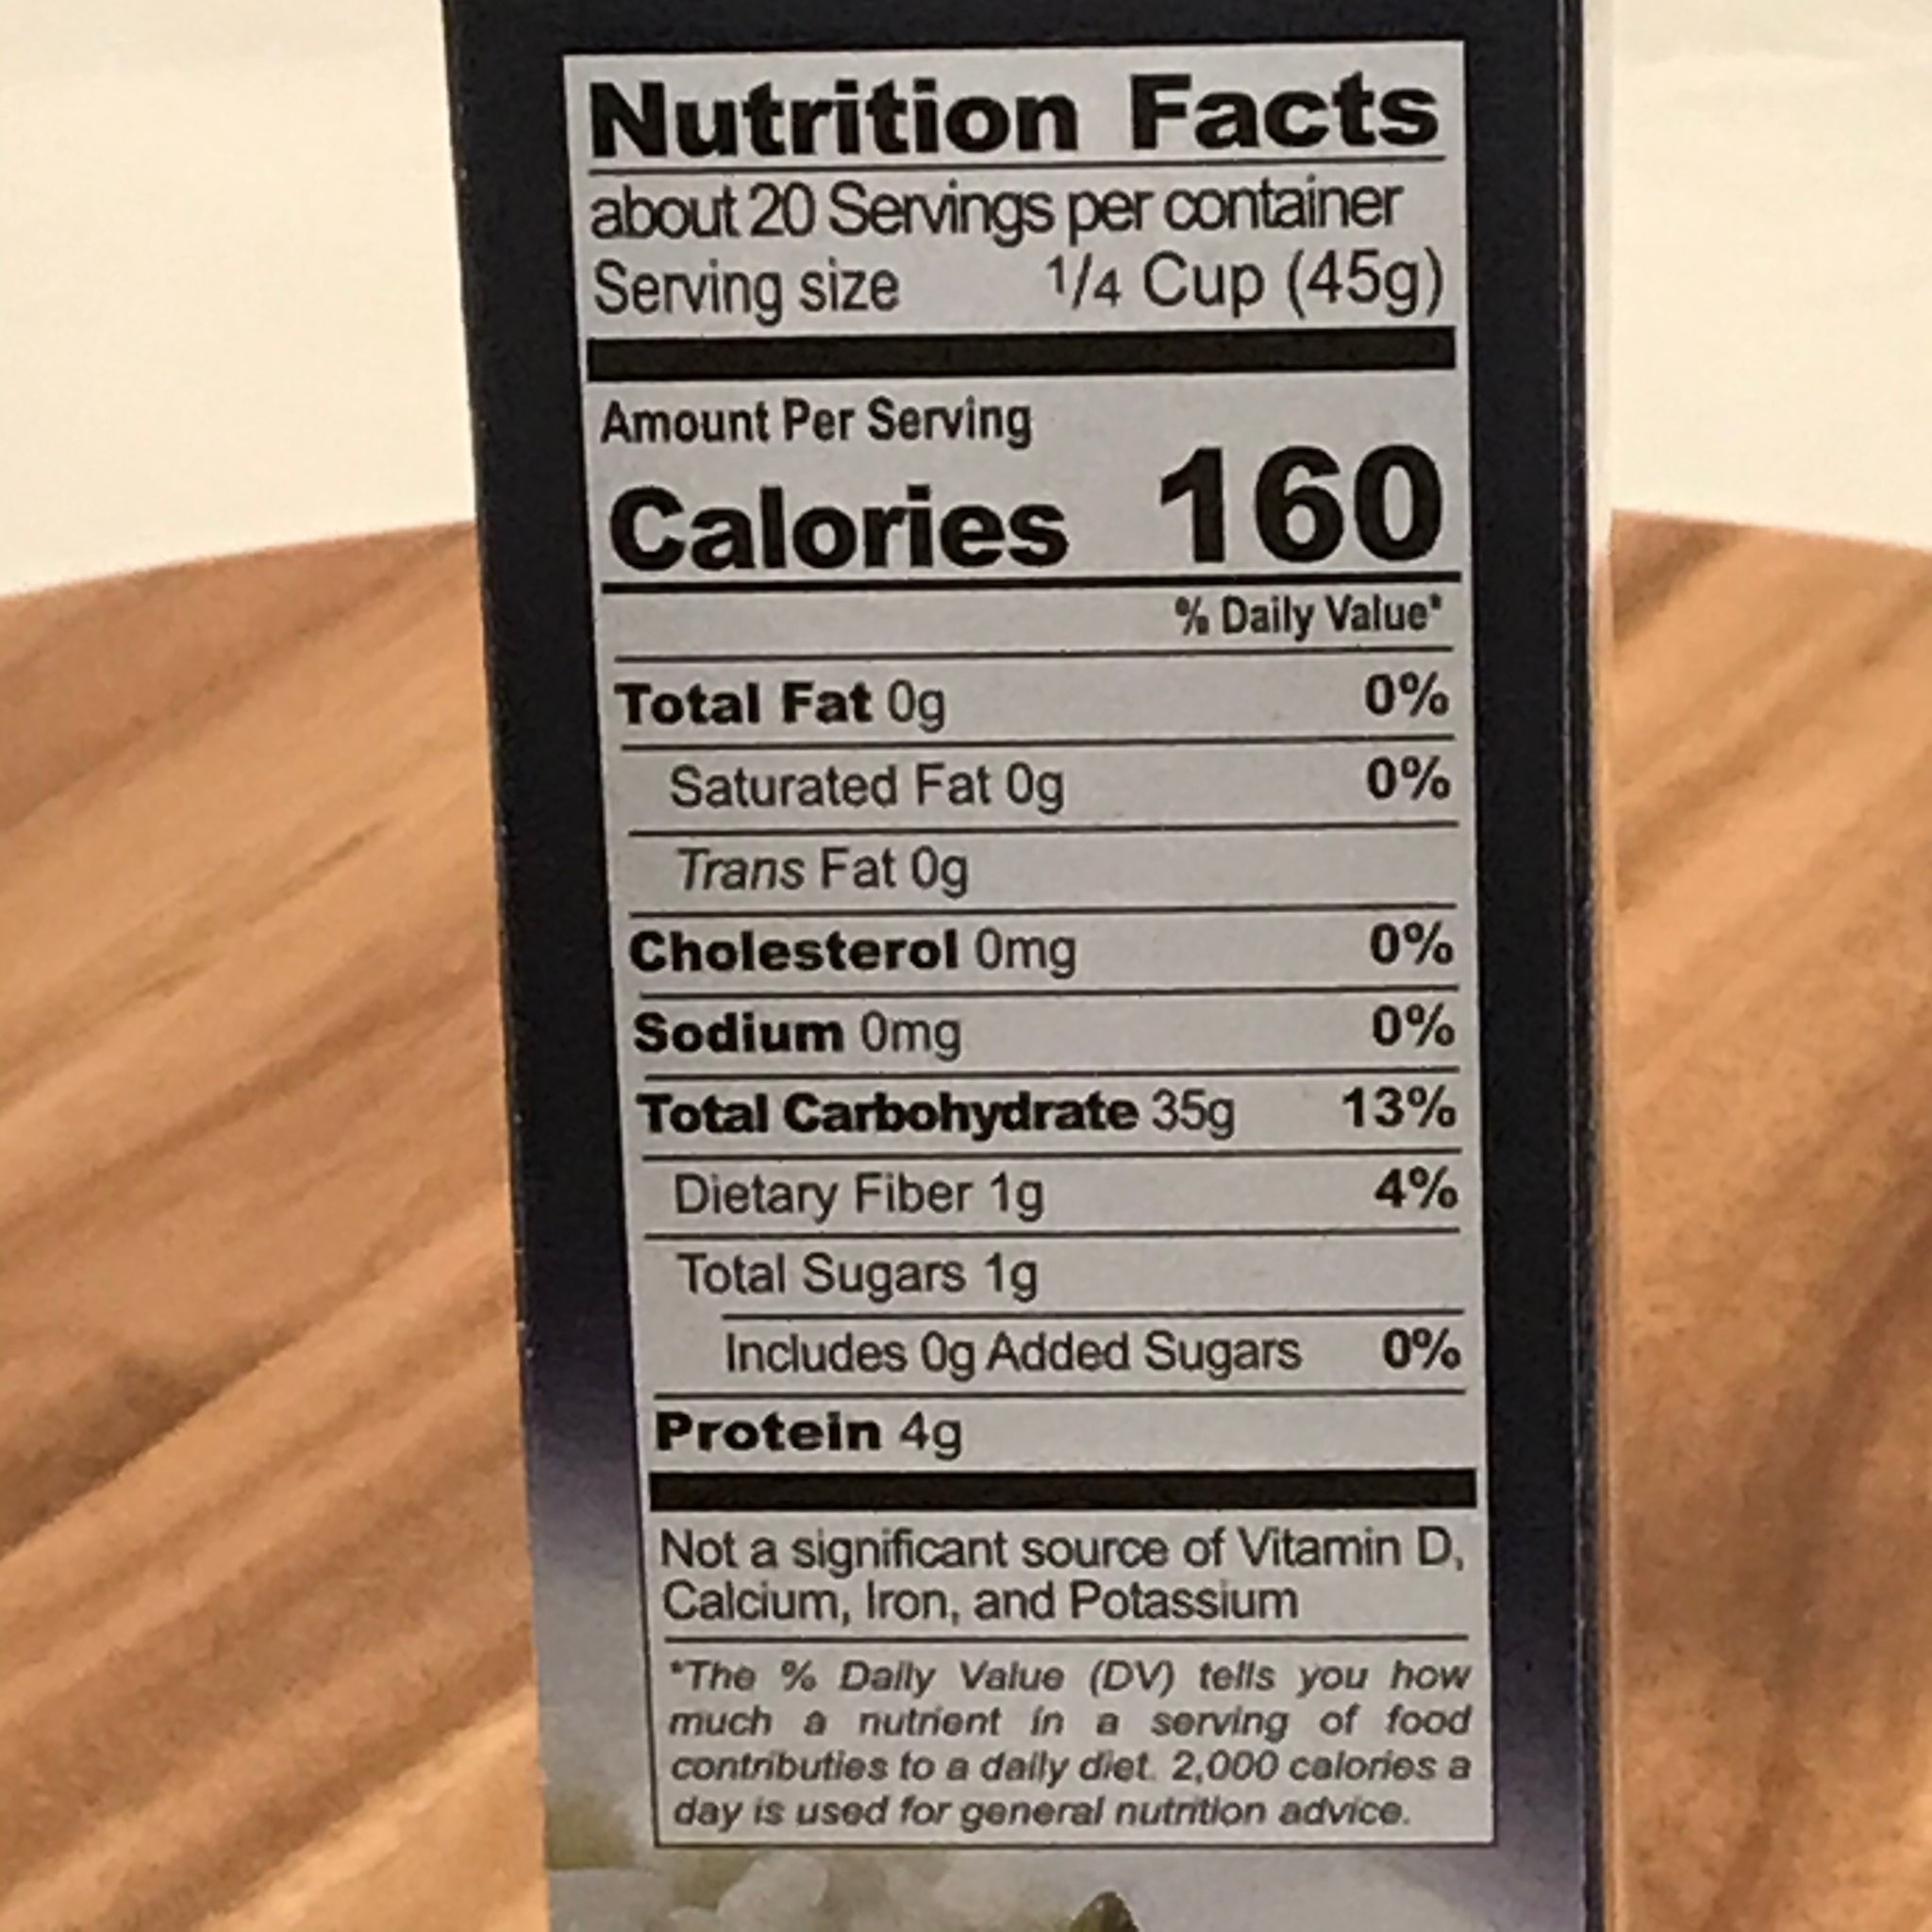 Nutrition Facts
about 20 Servings per container
Serving size 1/4 Cup (45g)
Amount Per Serving
Calories 160
% Daily Value*
Total Fat 0g 0%
Saturated Fat 0g 0%
Trans Fat 0g
Cholesterol 0mg 0%
Sodium 0mg 0%
Total Carbohydrate 35g 13%
Dietary Fiber 1g 4%
Total Sugars 1g
Includes 0g Added Sugars 0%
Protein 4g
Not a significant source of Vitamin D,
Calcium, Iron, and Potassium
*The % Daily Value (DV) tells you how
much a nutrient in a serving of food
contributies to a daily diet. 2,000 calories a
day is used for general nutrition advice.